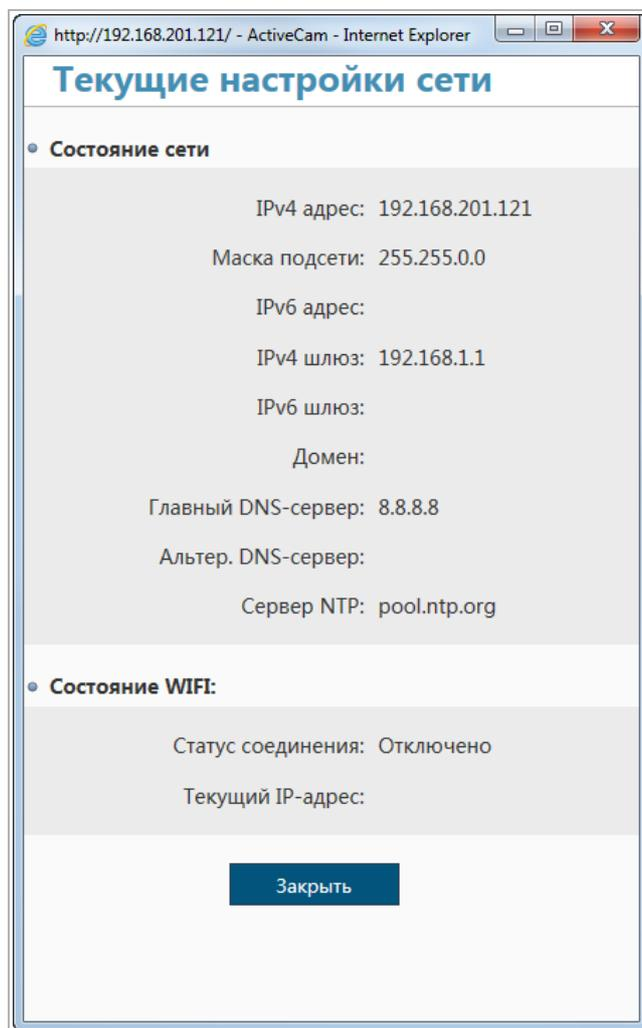 http://192.168.201.121/ - ActiveCam - Internet Explorer
Текущие настройки сети
Состояние сети
IPv4 адрес: 192.168.201.121
Маска подсети: 255.255.0.0
IPv6 адрес:
IPv4 шлюз: 192.168.1.1
IPv6 шлюз:
Домен:
Главный DNS-сервер: 8.8.8.8
Альтер. DNS-сервер:
Сервер NTP: pool.ntp.org
Состояние WIFI:
Статус соединения: Отключено
Текущий IP-адрес:
Закрыть